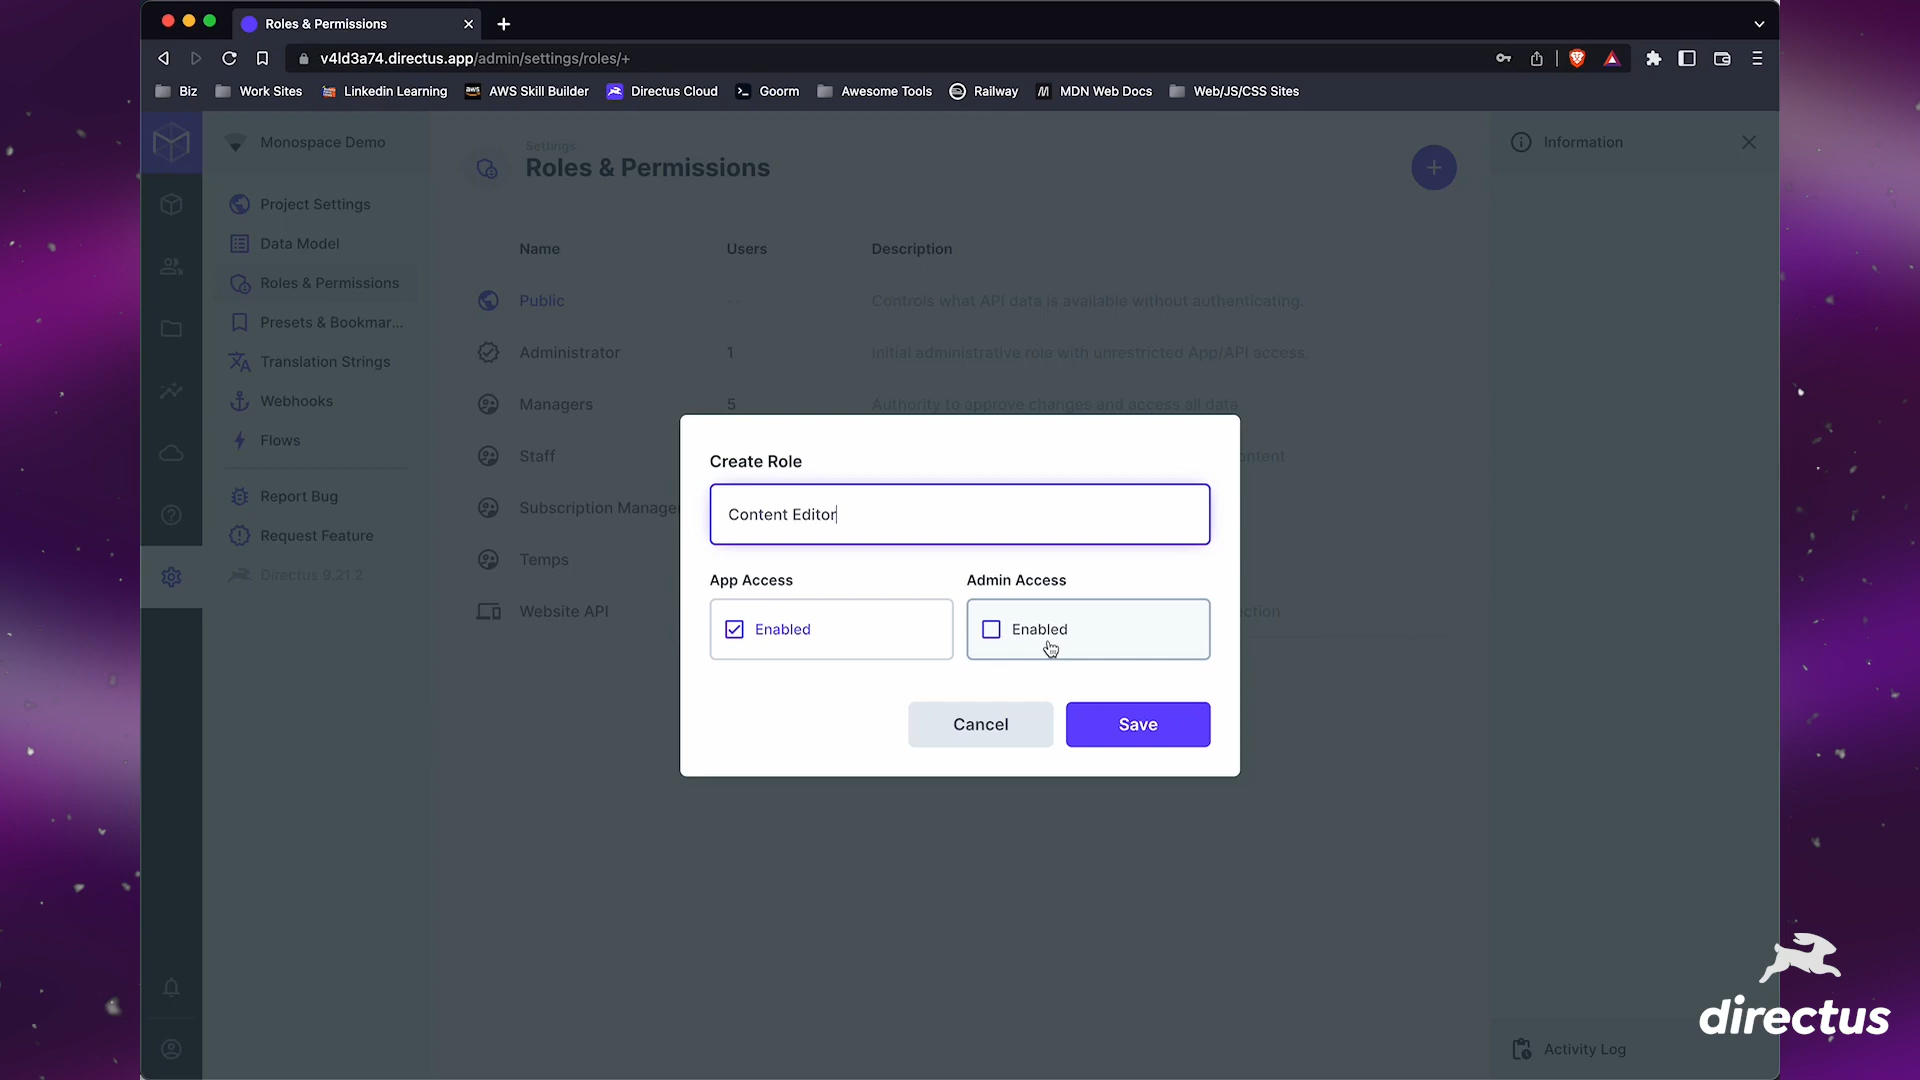 Roles & Permissions
v4ld3a74.directus.app/admin/settings/roles/+
Biz
Work Sites
Linkedin Learning
AWS Skill Builder
Directus Cloud
Goorm
Awesome Tools
Railway
MDN Web Docs
Web/JS/CSS Sites
Monospace Demo
Project Settings
Data Model
Roles & Permissions
Presets & Bookmar...
Translation Strings
Webhooks
Flows
Report Bug
Request Feature
Directus 9.21.2
Settings
Roles & Permissions
Name Users Description
Public -- Controls what API data is available without authenticating.
Administrator 1 Initial administrative role with unrestricted App/API access.
Managers 5 Authority to approve changes and access all data
Staff
Subscription Manage
Temps
Website API
Create Role
Content Editor
App Access
Enabled
Admin Access
Enabled
Cancel
Save
Information
Activity Log
directus